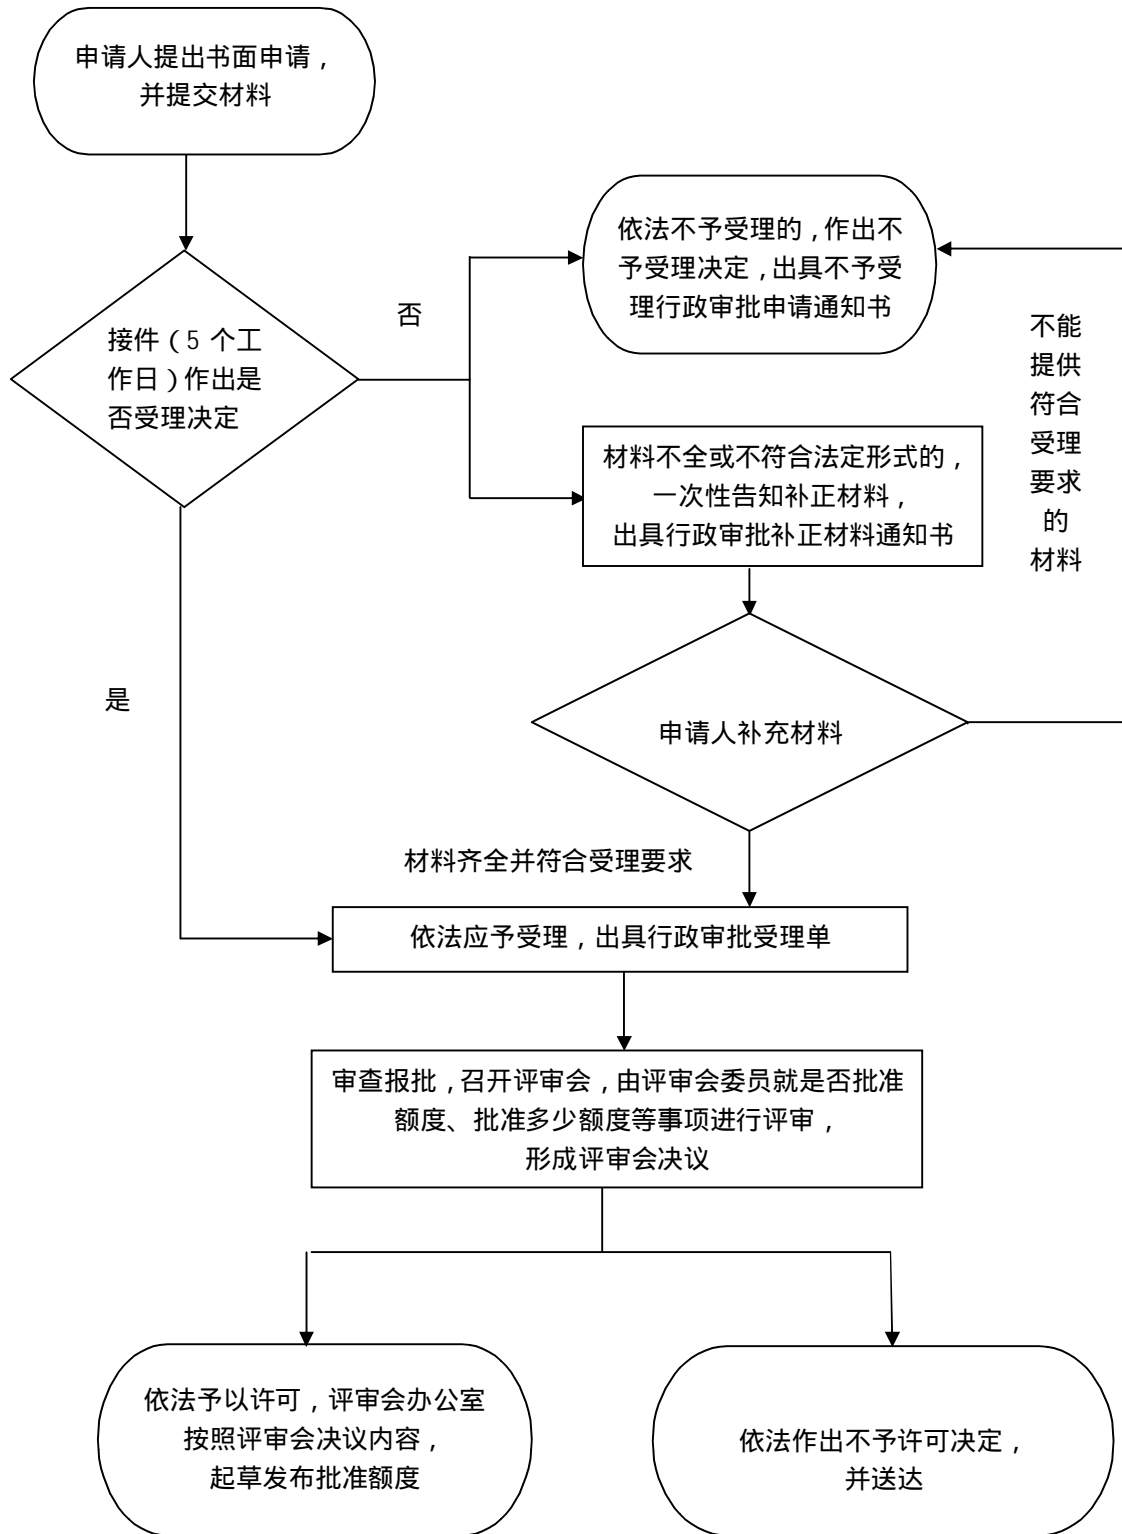 申请人提出书面申请，
并提交材料
依法不予受理的，作出不
予受理决定，出具不予受
理行政审批申请通知书
否
接件（5 个工
作日）作出是
否受理决定
不能
提供
符合
受理
要求
的
材料
材料不全或不符合法定形式的，
一次性告知补正材料，
出具行政审批补正材料通知书
是
申请人补充材料
材料齐全并符合受理要求
依法应予受理，出具行政审批受理单
审查报批，召开评审会，由评审会委员就是否批准
额度、批准多少额度等事项进行评审，
形成评审会决议
依法予以许可，评审会办公室
按照评审会决议内容，
起草发布批准额度
依法作出不予许可决定，
并送达